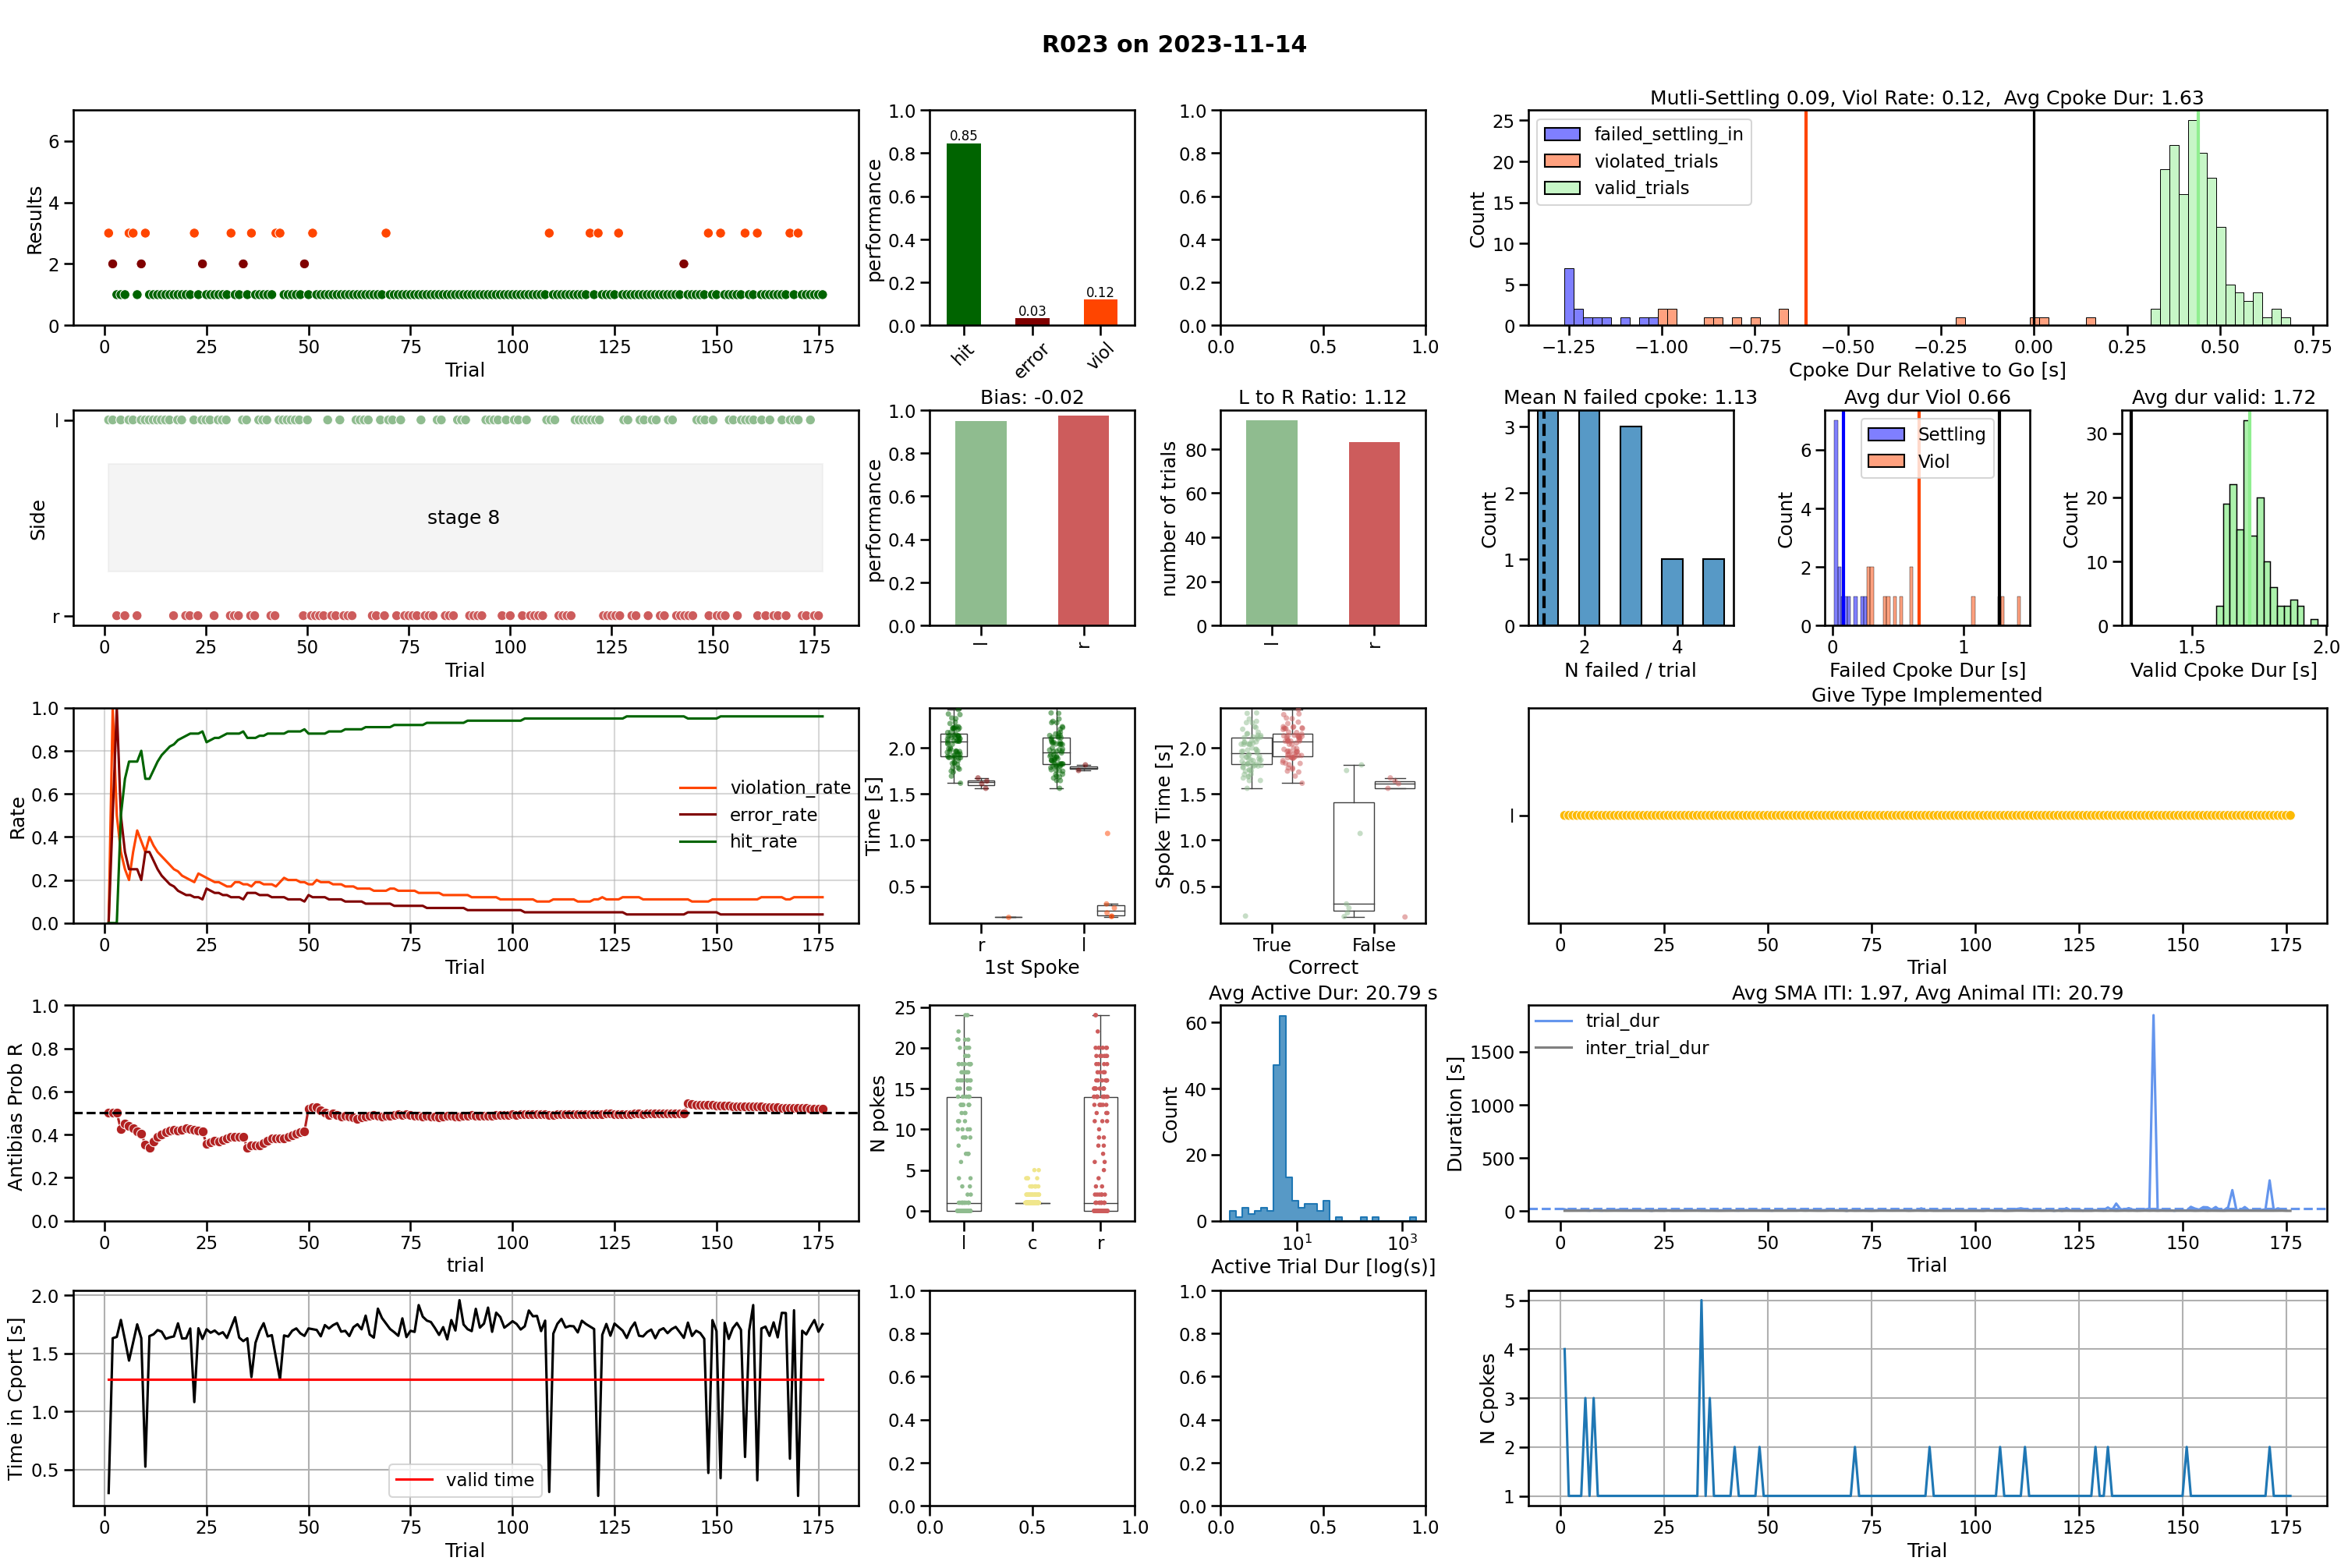 R023 on 2023-11-14
Results
6
4
2
0
0 25 50 75 100 125 150 175
Trial
performance
1.0
0.8
0.6
0.4
0.2
0.0
0.85
0.03
0.12
hit error viol
1.0
0.8
0.6
0.4
0.2
0.0
0.0 0.5 1.0
Mutli-Settling 0.09, Viol Rate: 0.12, Avg Cpoke Dur: 1.63
failed_settling_in
violated_trials
valid_trials
Count
25
20
15
10
5
0
−1.25 −1.00 −0.75 −0.50 −0.25 0.00 0.25 0.50 0.75
Cpoke Dur Relative to Go [s]
Side
l
stage 8
r
0 25 50 75 100 125 150 175
Trial
Bias: -0.02
performance
1.0
0.8
0.6
0.4
0.2
0.0
l r
L to R Ratio: 1.12
number of trials
80
60
40
20
0
l r
Mean N failed cpoke: 1.13
Count
3
2
1
0
2 4
N failed / trial
Avg dur Viol 0.66
Settling
Viol
Count
6
4
2
0
0 1
Failed Cpoke Dur [s]
Avg dur valid: 1.72
Count
30
20
10
0
1.5 2.0
Valid Cpoke Dur [s]
Rate
1.0
0.8
0.6
0.4
0.2
0.0
violation_rate
error_rate
hit_rate
0 25 50 75 100 125 150 175
Trial
Time [s]
2.0
1.5
1.0
0.5
r l
1st Spoke
Spoke Time [s]
2.0
1.5
1.0
0.5
True False
Correct
Give Type Implemented
l
0 25 50 75 100 125 150 175
Trial
Antibias Prob R
1.0
0.8
0.6
0.4
0.2
0.0
0 25 50 75 100 125 150 175
trial
N pokes
25
20
15
10
5
0
l c r
Avg Active Dur: 20.79 s
Count
60
40
20
0
10¹ 10³
Active Trial Dur [log(s)]
Avg SMA ITI: 1.97, Avg Animal ITI: 20.79
trial_dur
inter_trial_dur
Duration [s]
1500
1000
500
0
0 25 50 75 100 125 150 175
Trial
Time in Cport [s]
2.0
1.5
1.0
0.5
valid time
0 25 50 75 100 125 150 175
Trial
1.0
0.8
0.6
0.4
0.2
0.0
0.0 0.5 1.0
1.0
0.8
0.6
0.4
0.2
0.0
0.0 0.5 1.0
N Cpokes
5
4
3
2
1
0 25 50 75 100 125 150 175
Trial